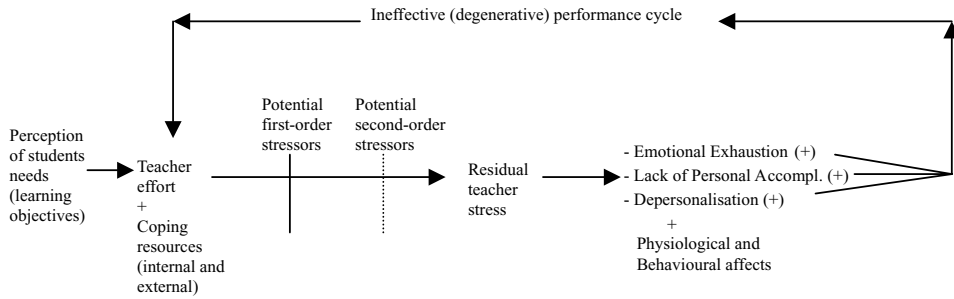 Ineffective (degenerative) performance cycle
Perception
of students
needs
(learning
objectives)
Teacher
effort
+
Coping
resources
(internal and
external)
Potential
first-order
stressors
Potential
second-order
stressors
Residual
teacher
stress
- Emotional Exhaustion (+)
- Lack of Personal Accompl. (+)
- Depersonalisation (+)
+
Physiological and
Behavioural affects